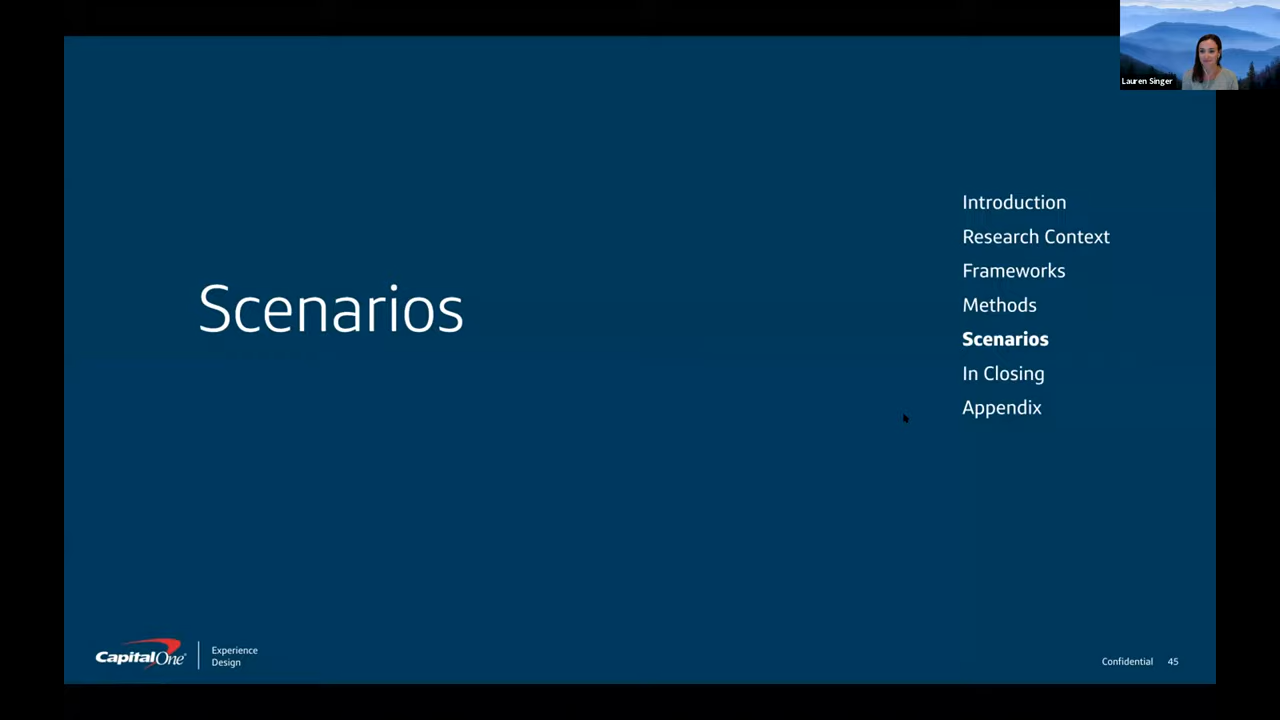 Lauren Singer
Scenarios
Introduction
Research Context
Frameworks
Methods
Scenarios
In Closing
Appendix
Capital One
Experience
Design
Confidential 45